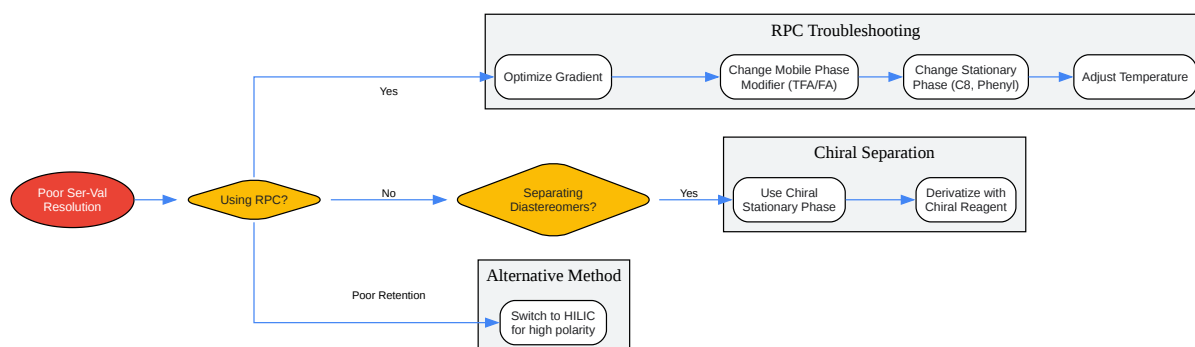 RPC Troubleshooting
Optimize Gradient
Change Mobile Phase
Modifier (TFA/FA)
Change Stationary
Phase (C8, Phenyl)
Adjust Temperature
Yes
Chiral Separation
Poor Ser-Val
Resolution
Using RPC?
No
Separating
Diastereomers?
Yes
Use Chiral
Stationary Phase
Derivatize with
Chiral Reagent
Alternative Method
Poor Retention
Switch to HILIC
for high polarity